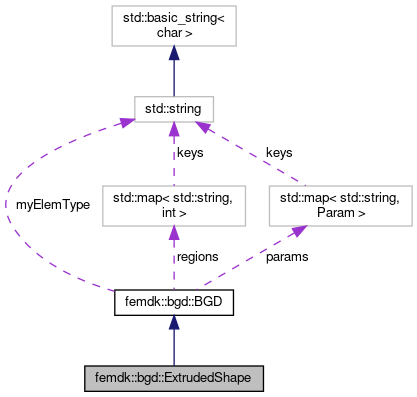 std::basic_string<
char >
std::string
keys
keys
std::map< std::string,
int >
std::map< std::string,
Param >
myElemType
regions
params
femdk::bgd::BGD
femdk::bgd::ExtrudedShape